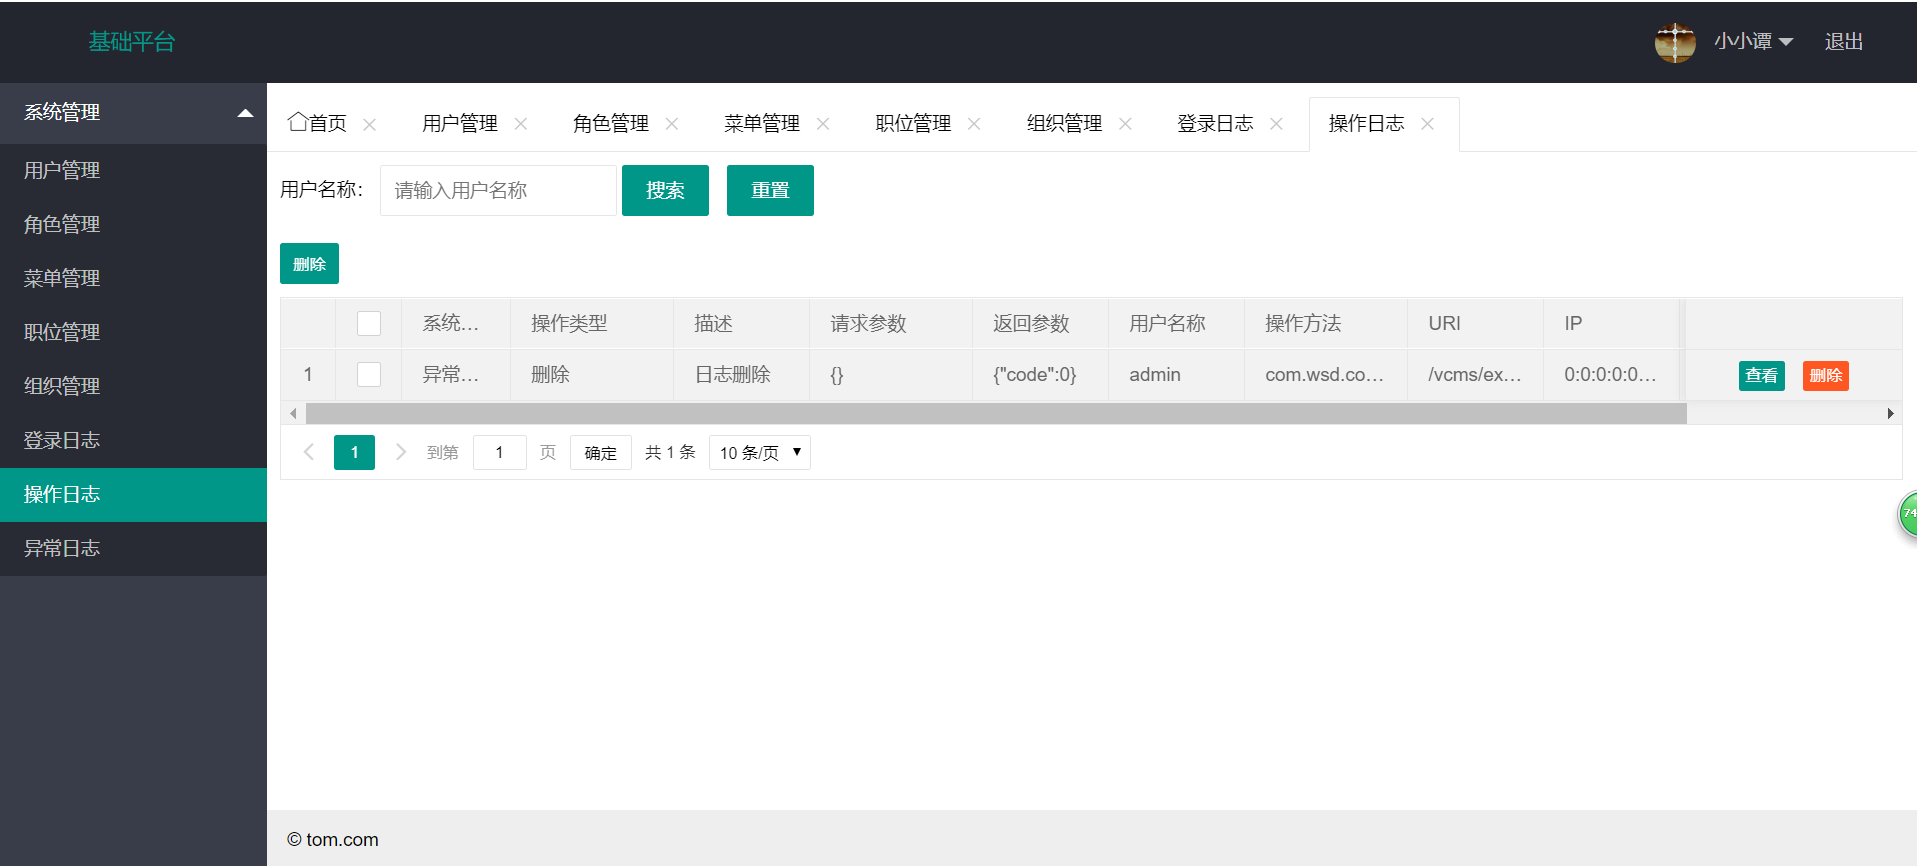 基础平台
小小谭
退出
系统管理
用户管理
角色管理
菜单管理
职位管理
组织管理
登录日志
操作日志
异常日志
首页 用户管理 角色管理 菜单管理 职位管理 组织管理 登录日志 操作日志
用户名称: 请输入用户名称 搜索 重置
删除
系统... 操作类型 描述 请求参数 返回参数 用户名称 操作方法 URI IP
1 异常... 删除 日志删除 {} {"code":0} admin com.wsd.co... /vcms/ex... 0:0:0:0:0... 查看 删除
1 到第 1 页 确定 共 1 条 10 条/页
74
© tom.com